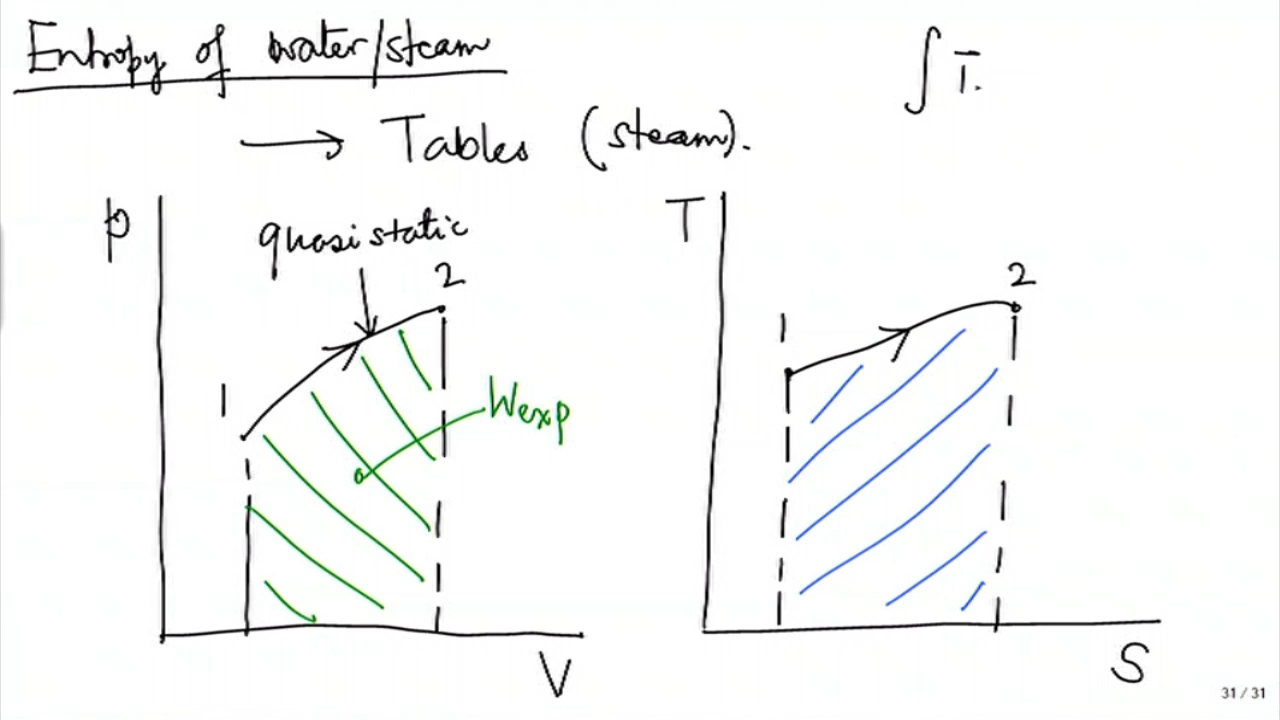 Entropy of water/steam
∫ T.
→ Tables (steam).
p
quasistatic
1
2
Wexp
V
T
1
2
S
31 / 31